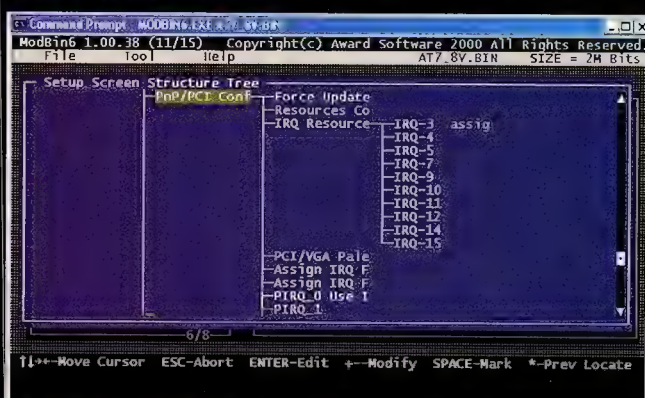 Command Prompt - MODBIN6.EXE AT7_8V.BIN
ModBin6 1.00.38 (11/15) Copyright(c) Award Software 2000 All Rights Reserved.
File Tool Help AT7_8V.BIN SIZE = 2M Bits
Setup Screen Structure Tree
PnP/PCI Conf
Force Update
Resources Co
IRQ Resource IRQ-3 assig
IRQ-4
IRQ-5
IRQ-7
IRQ-9
IRQ-10
IRQ-11
IRQ-12
IRQ-14
IRQ-15
PCI/VGA Pale
Assign IRQ F
Assign IRQ F
PIRQ_0 Use I
PIRQ_1
6/8
↑↓→←-Move Cursor ESC-Abort ENTER-Edit +--Modify SPACE-Mark *-Prev Locate